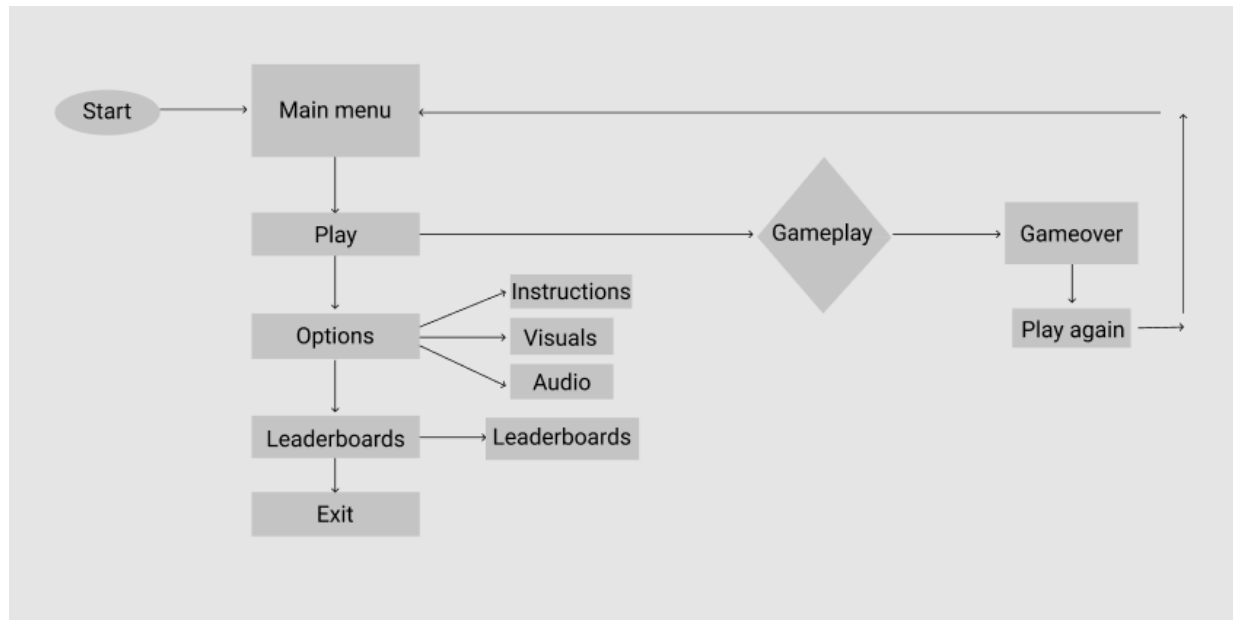 Start
Main menu
Play
Gameplay
Gameover
Instructions
Options
Visuals
Play again
Audio
Leaderboards
Leaderboards
Exit